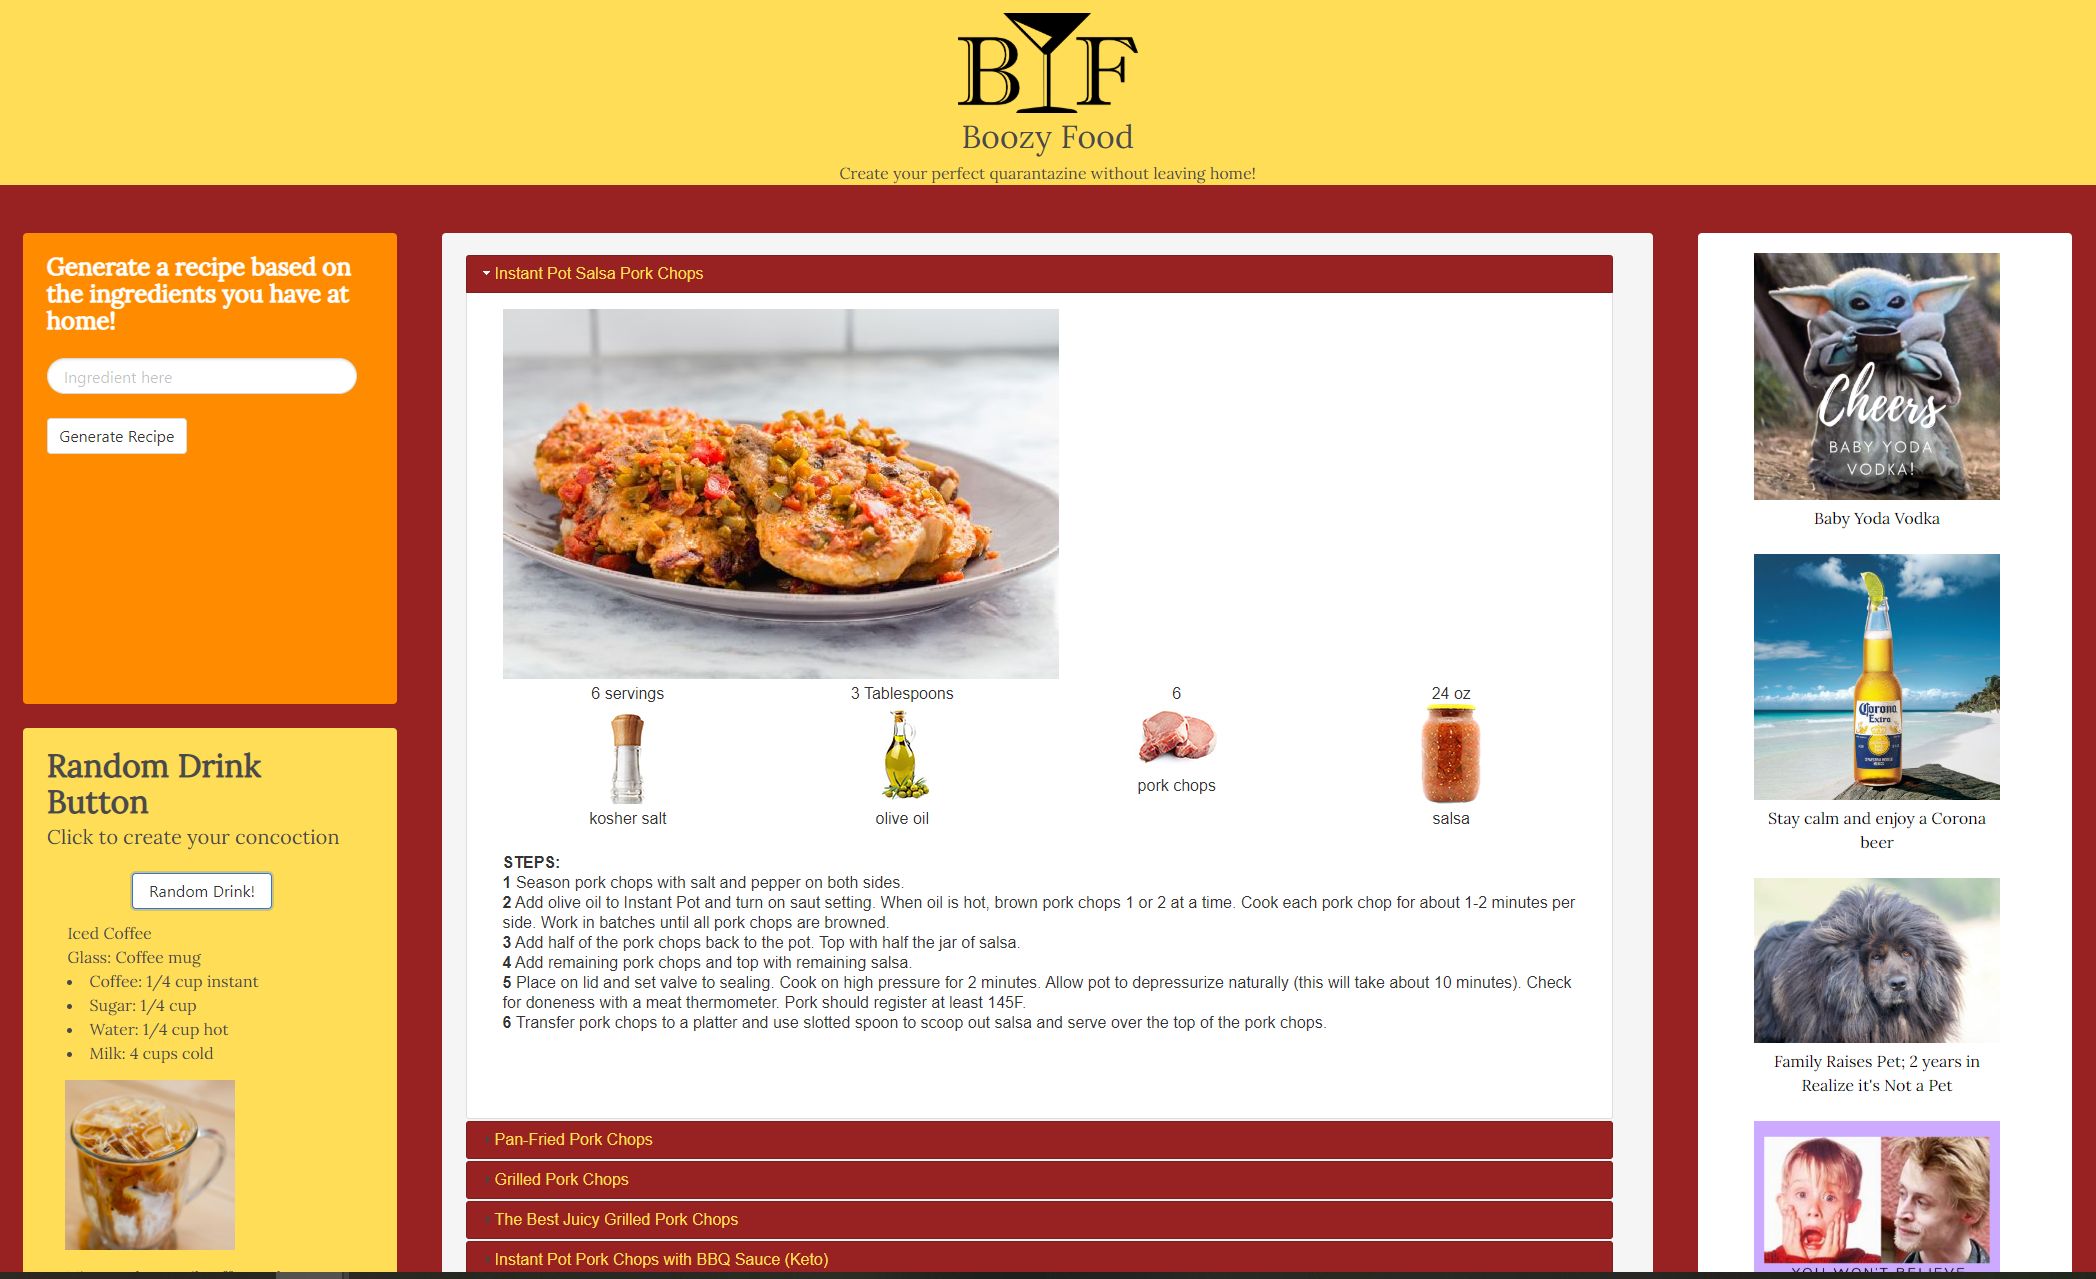 BYF
Boozy Food
Create your perfect quarantazine without leaving home!
Generate a recipe based on
the ingredients you have at
home!
Ingredient here
Generate Recipe
Random Drink
Button
Click to create your concoction
Random Drink!
Iced Coffee
Glass: Coffee mug
• Coffee: 1/4 cup instant
• Sugar: 1/4 cup
• Water: 1/4 cup hot
• Milk: 4 cups cold
Instant Pot Salsa Pork Chops
6 servings
kosher salt
3 Tablespoons
olive oil
6
pork chops
24 oz
salsa
STEPS:
1 Season pork chops with salt and pepper on both sides.
2 Add olive oil to Instant Pot and turn on saut setting. When oil is hot, brown pork chops 1 or 2 at a time. Cook each pork chop for about 1-2 minutes per
side. Work in batches until all pork chops are browned.
3 Add half of the pork chops back to the pot. Top with half the jar of salsa.
4 Add remaining pork chops and top with remaining salsa.
5 Place on lid and set valve to sealing. Cook on high pressure for 2 minutes. Allow pot to depressurize naturally (this will take about 10 minutes). Check
for doneness with a meat thermometer. Pork should register at least 145F.
6 Transfer pork chops to a platter and use slotted spoon to scoop out salsa and serve over the top of the pork chops.
Pan-Fried Pork Chops
Grilled Pork Chops
The Best Juicy Grilled Pork Chops
Instant Pot Pork Chops with BBQ Sauce (Keto)
Cheers
BABY YODA
VODKA!
Baby Yoda Vodka
Corona
Extra
Stay calm and enjoy a Corona
beer
Family Raises Pet; 2 years in
Realize it's Not a Pet
YOU WON'T BELIEVE